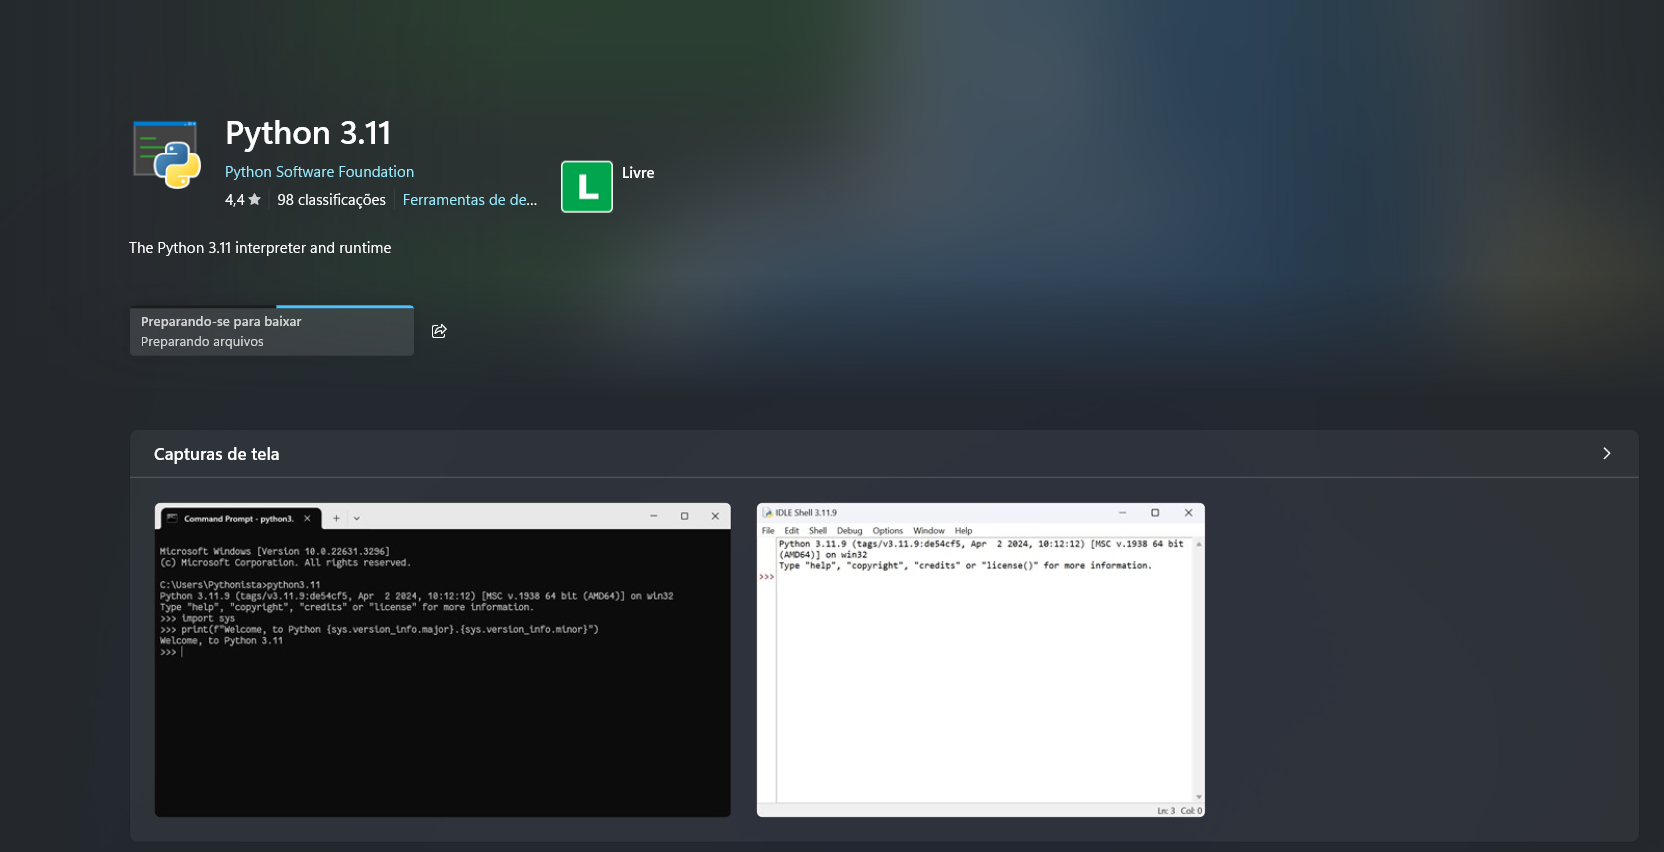 Python 3.11
Python Software Foundation
4,4 98 classificações Ferramentas de de...
L Livre
The Python 3.11 interpreter and runtime
Preparando-se para baixar
Preparando arquivos
Capturas de tela
Command Prompt - python3.
Microsoft Windows [Version 10.0.22631.3296]
(c) Microsoft Corporation. All rights reserved.
C:\Users\Pythonista>python3.11
Python 3.11.9 (tags/v3.11.9:de54cf5, Apr  2 2024, 10:12:12) [MSC v.1938 64 bit (AMD64)] on win32
Type "help", "copyright", "credits" or "license" for more information.
>>> import sys
>>> print(f"Welcome, to Python {sys.version_info.major}.{sys.version_info.minor}")
Welcome, to Python 3.11
>>>
IDLE Shell 3.11.9
File Edit Shell Debug Options Window Help
Python 3.11.9 (tags/v3.11.9:de54cf5, Apr  2 2024, 10:12:12) [MSC v.1938 64 bit
(AMD64)] on win32
Type "help", "copyright", "credits" or "license()" for more information.
>>>
Ln: 3 Col: 0